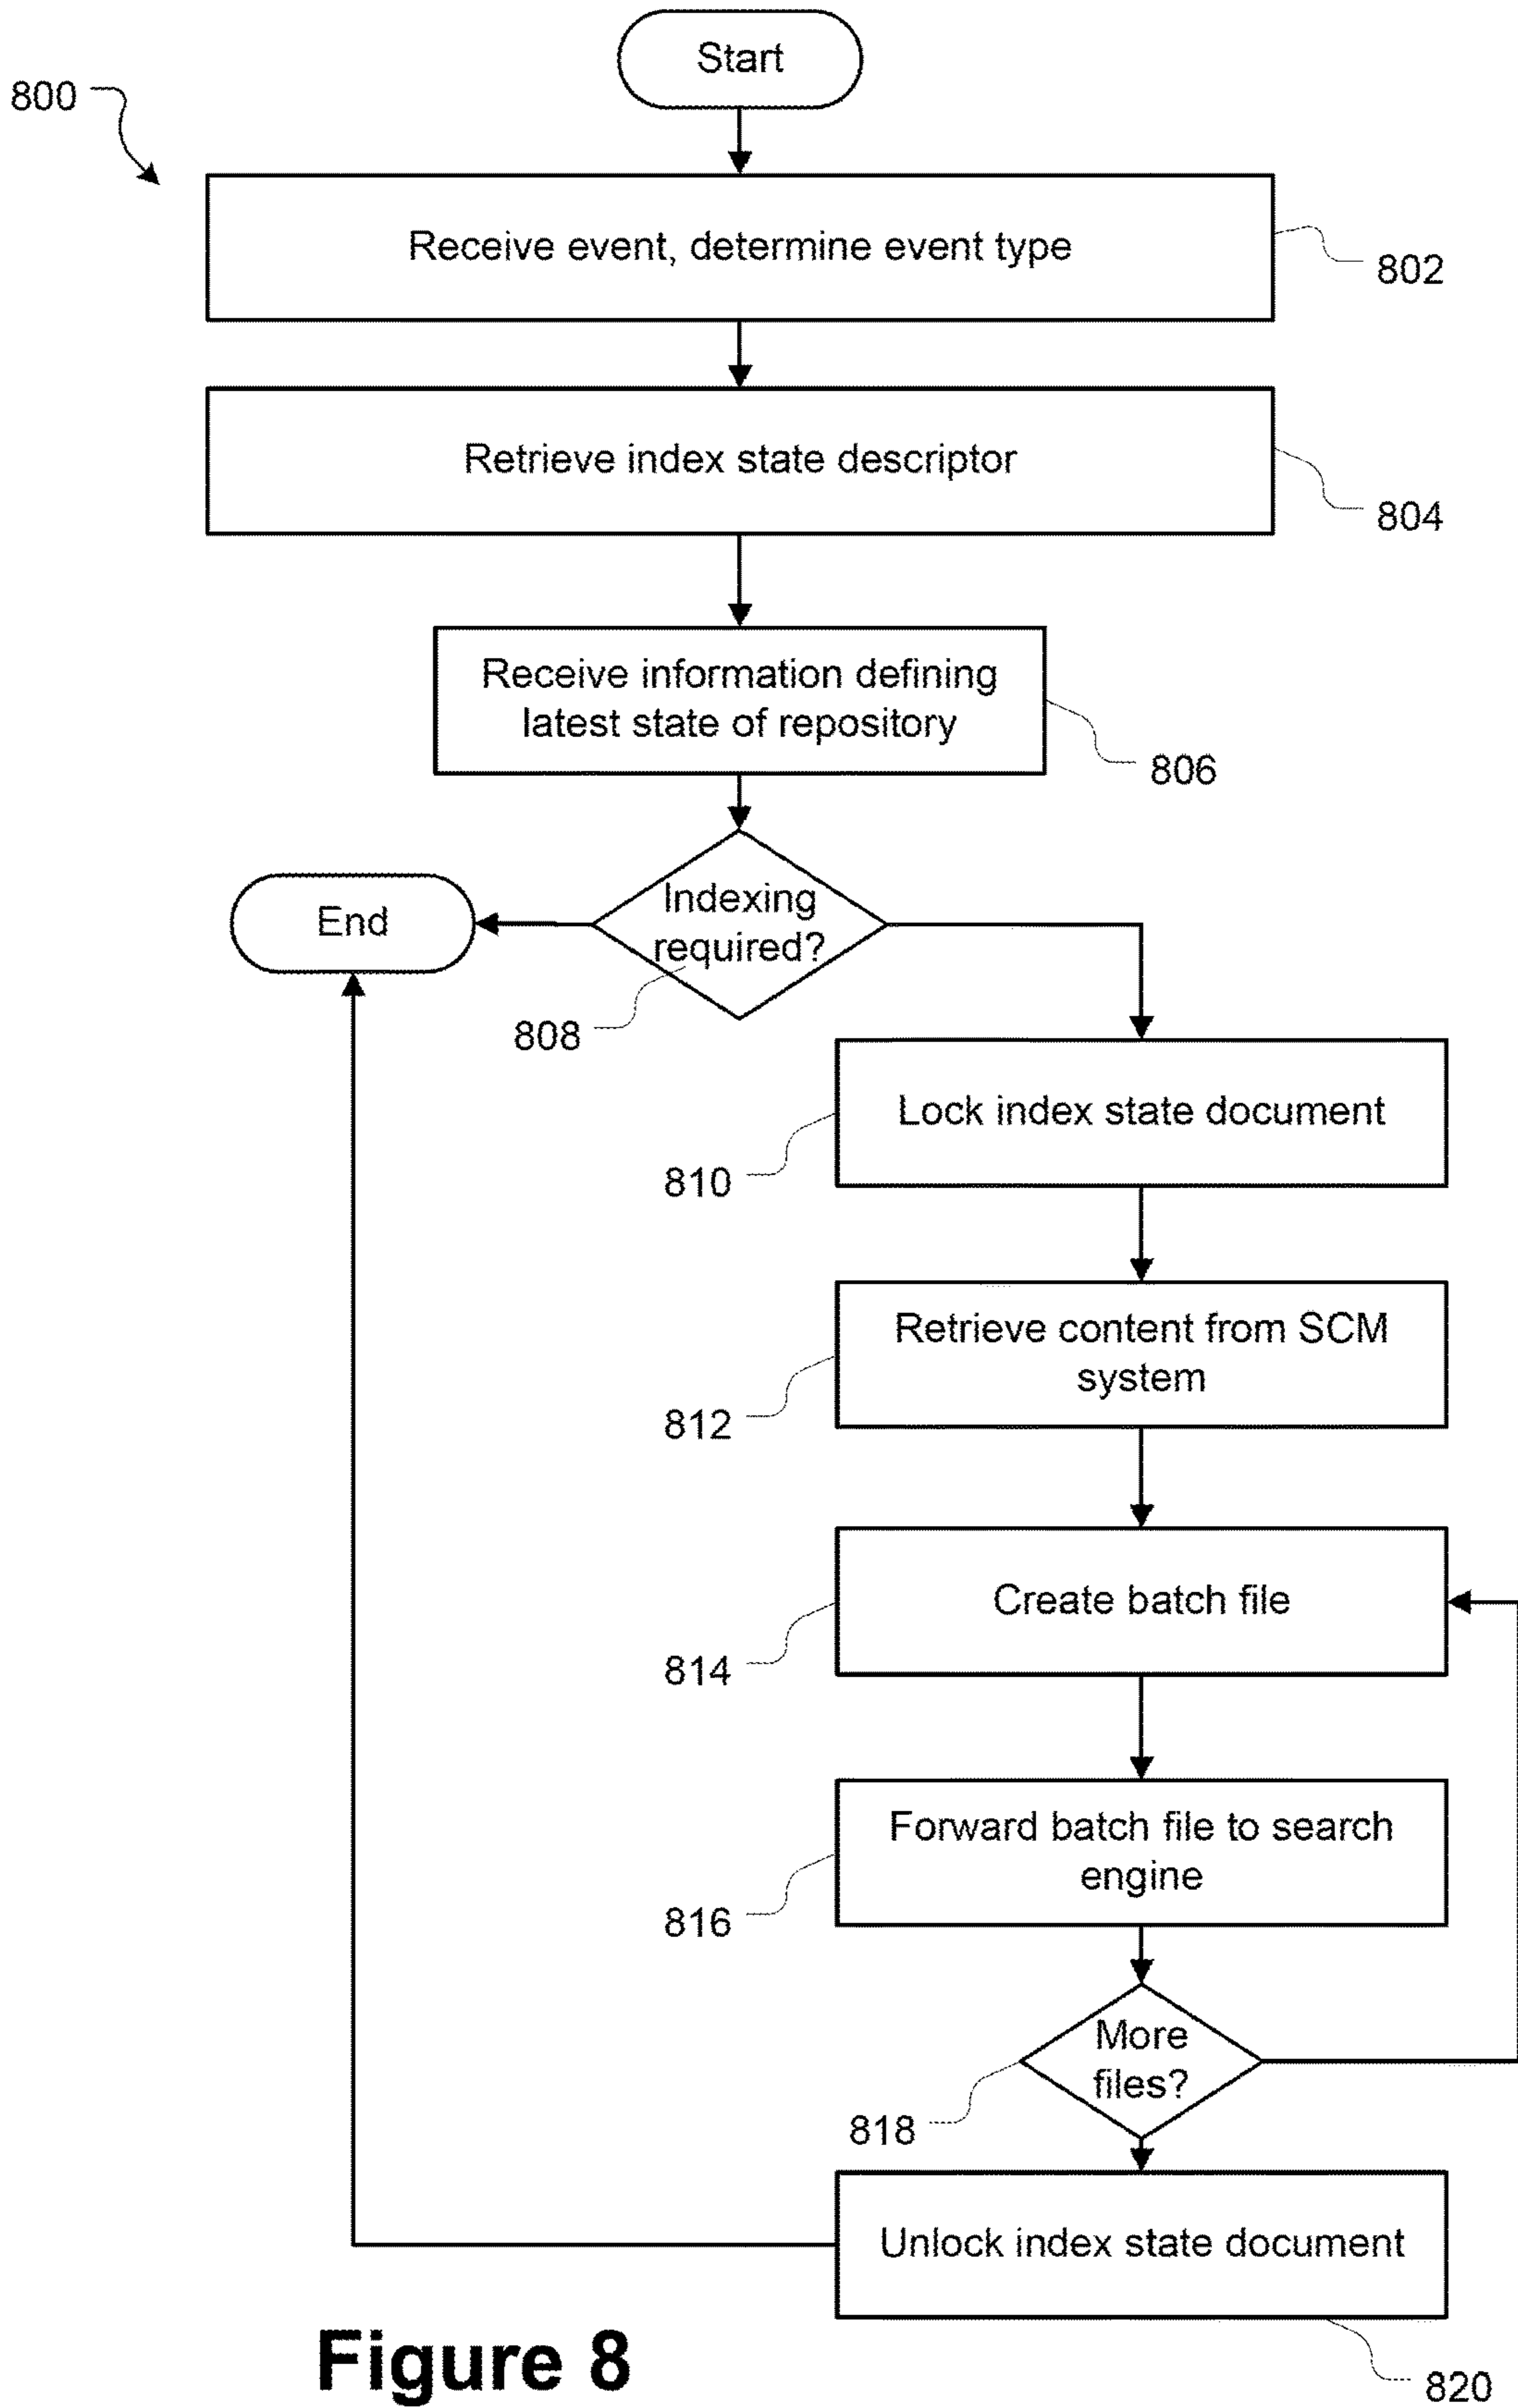 Start
800
Receive event, determine event type
802
Retrieve index state descriptor
804
Receive information defining
latest state of repository
806
Indexing
required?
End
808
Lock index state document
810
Retrieve content from SCM
system
812
Create batch file
814
Forward batch file to search
engine
816
More
files?
818
Unlock index state document
820
Figure 8